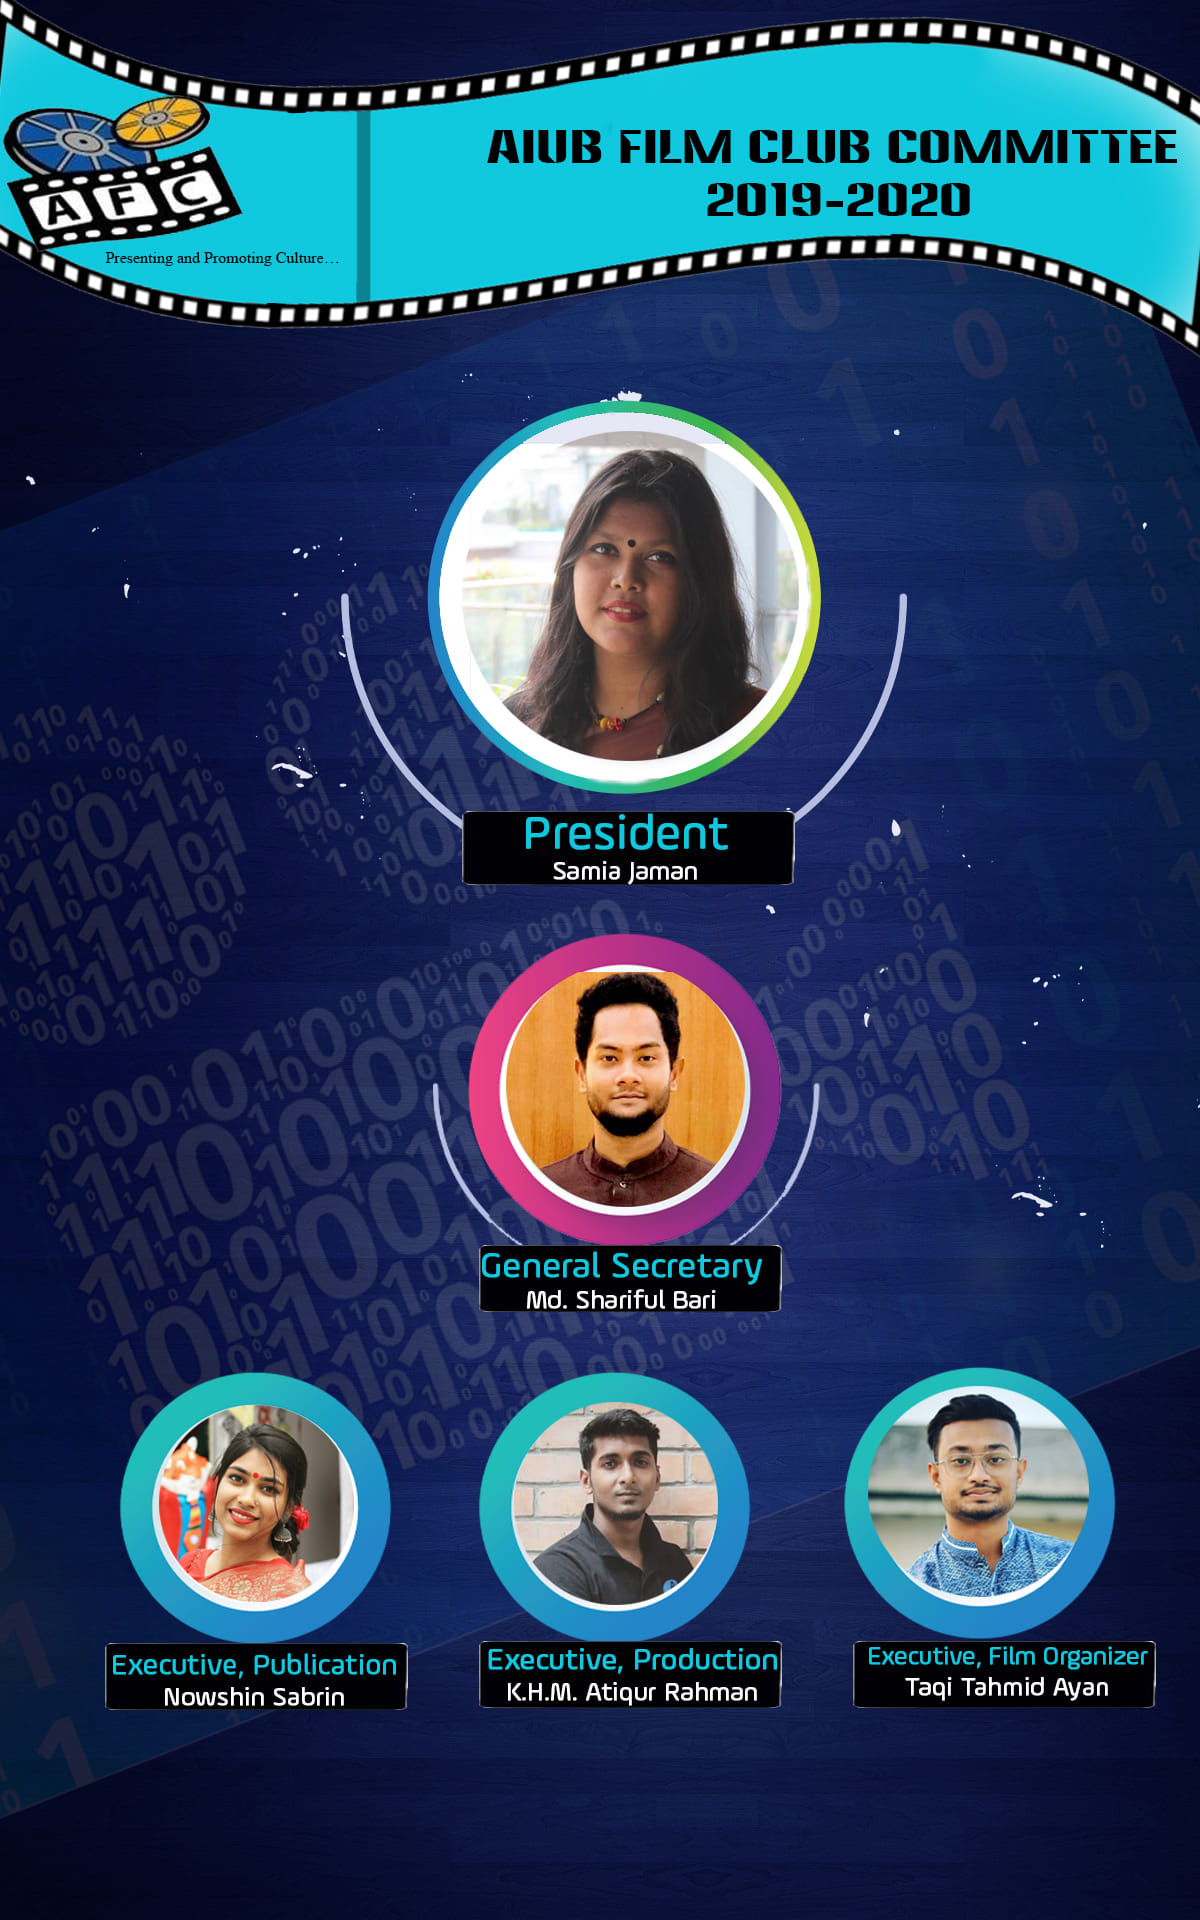 AIUB FILM CLUB COMMITTEE
2019-2020
AFC
Presenting and Promoting Culture...
President
Samia Jaman
General Secretary
Md. Shariful Bari
Executive, Publication
Nowshin Sabrin
Executive, Production
K.H.M. Atiqur Rahman
Executive, Film Organizer
Taqi Tahmid Ayan